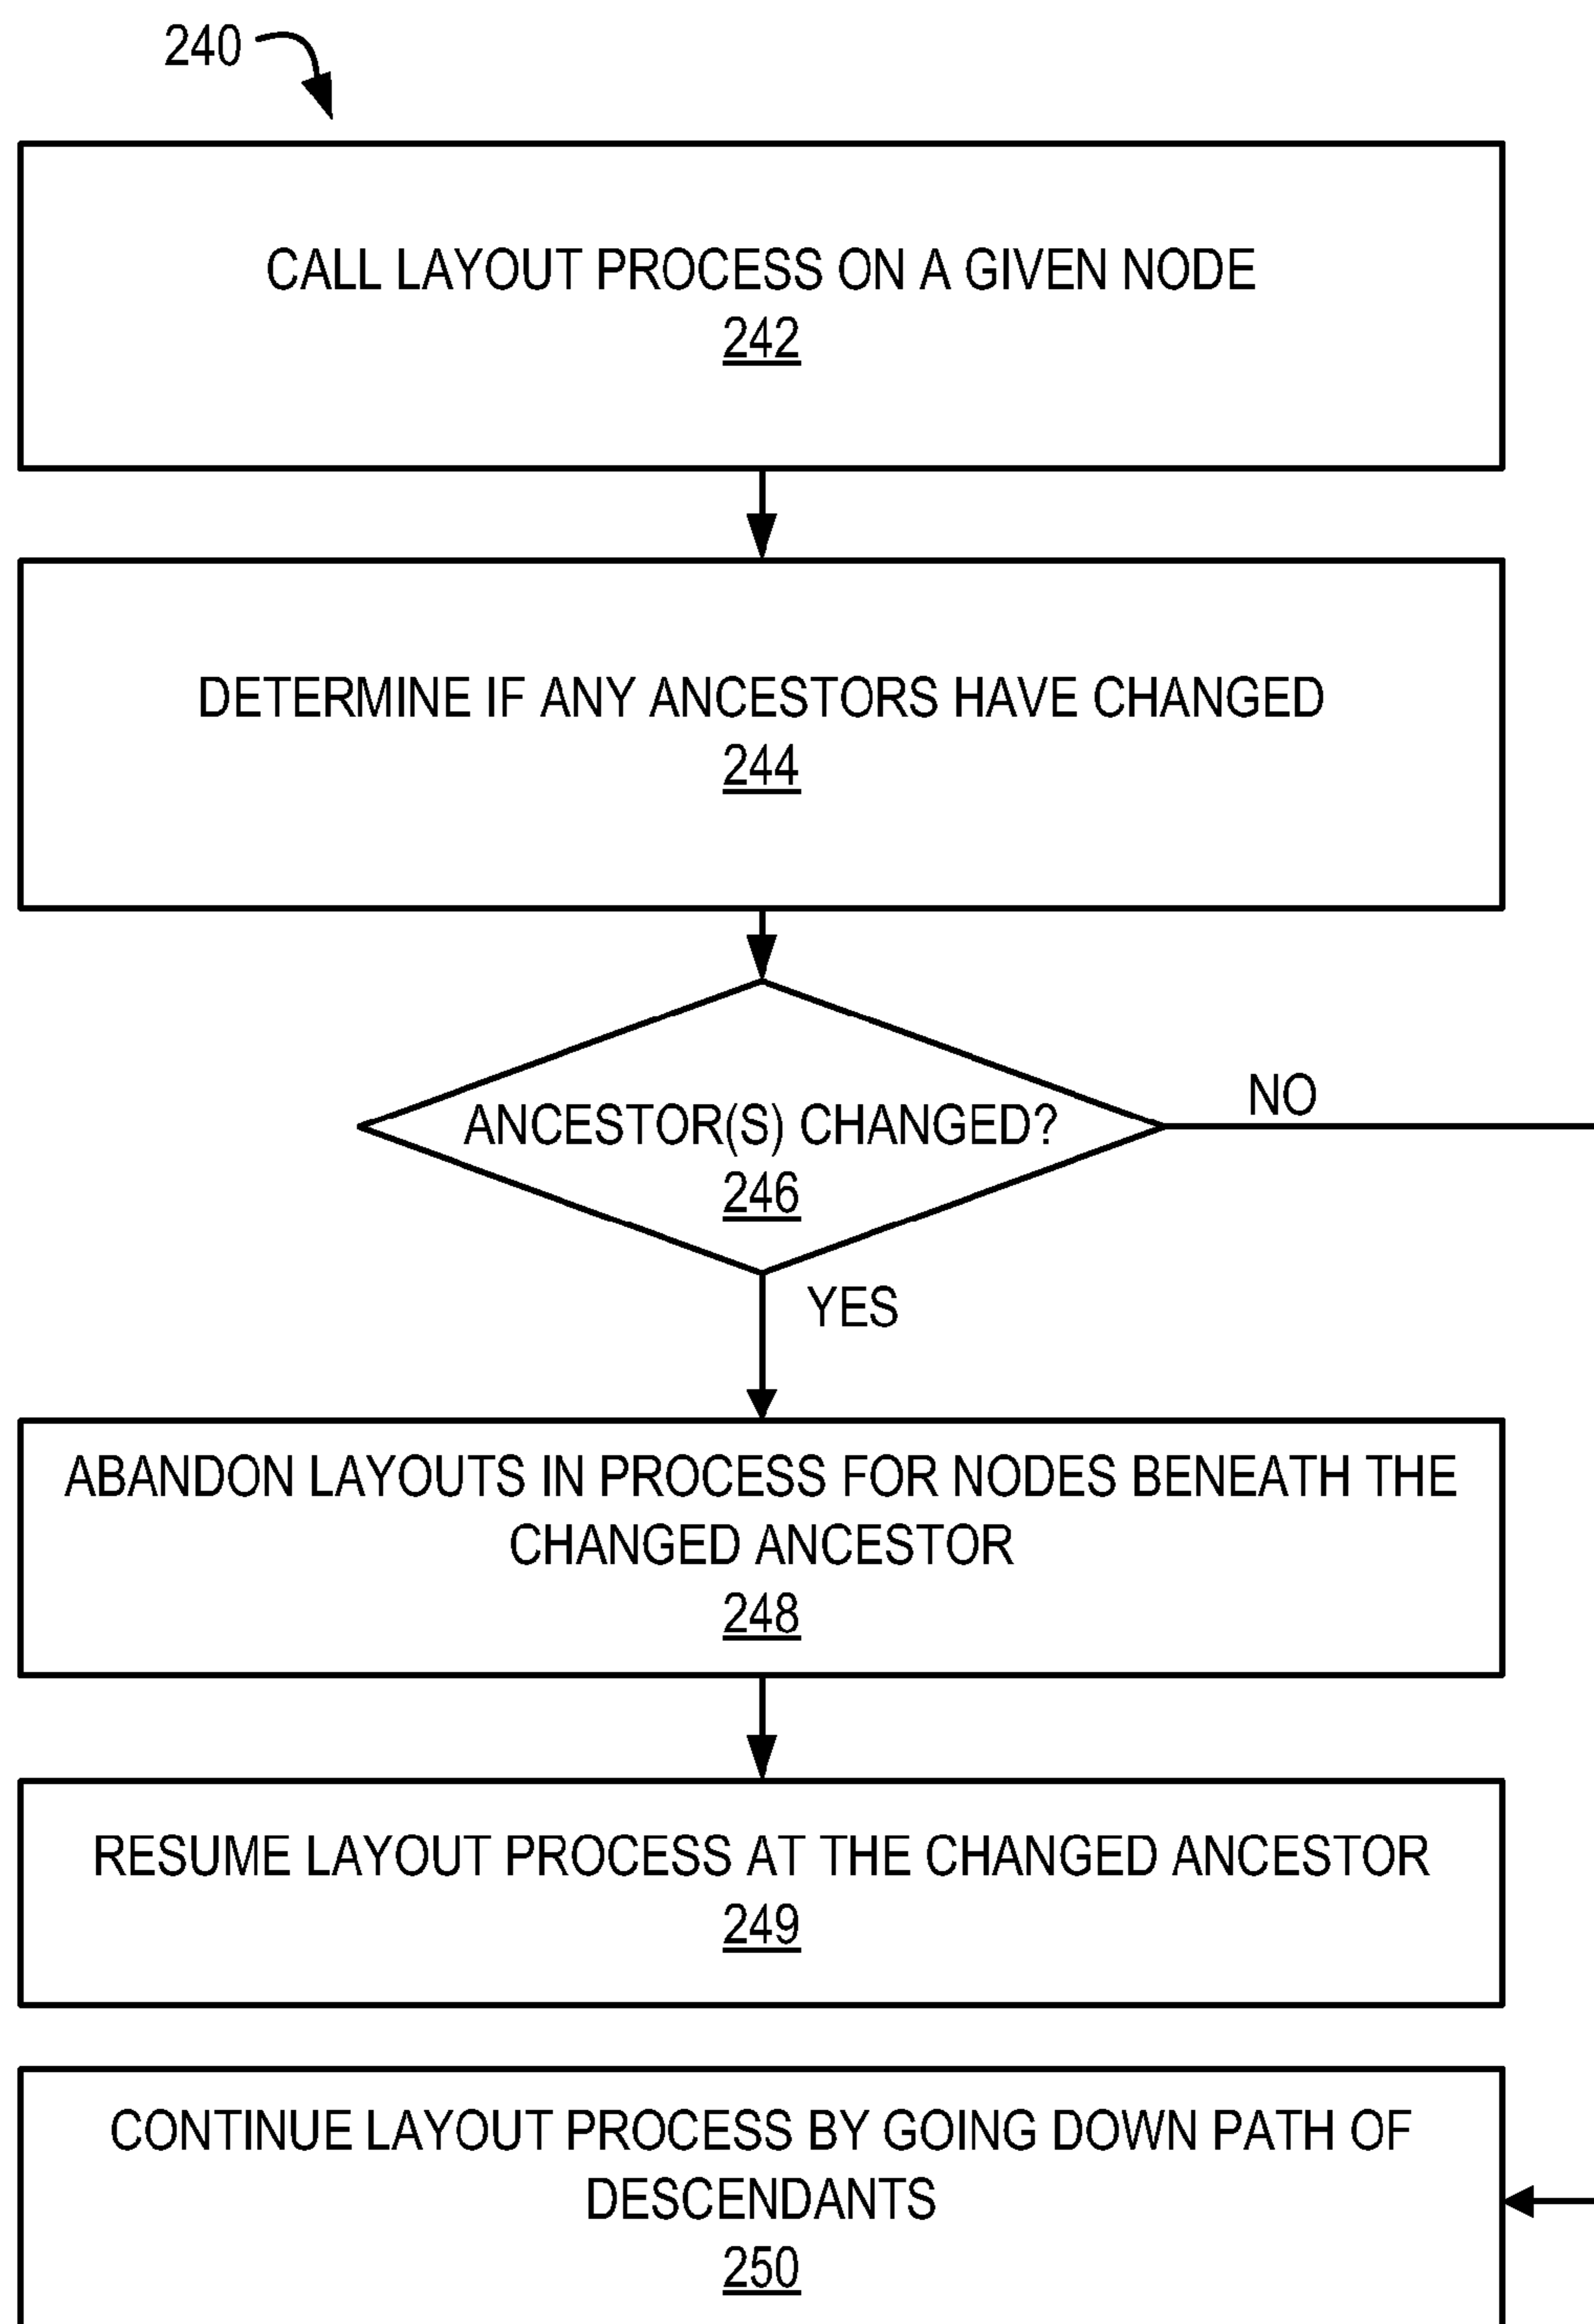 240
CALL LAYOUT PROCESS ON A GIVEN NODE
242
DETERMINE IF ANY ANCESTORS HAVE CHANGED
244
ANCESTOR(S) CHANGED?
246
NO
YES
ABANDON LAYOUTS IN PROCESS FOR NODES BENEATH THE
CHANGED ANCESTOR
248
RESUME LAYOUT PROCESS AT THE CHANGED ANCESTOR
249
CONTINUE LAYOUT PROCESS BY GOING DOWN PATH OF
DESCENDANTS
250